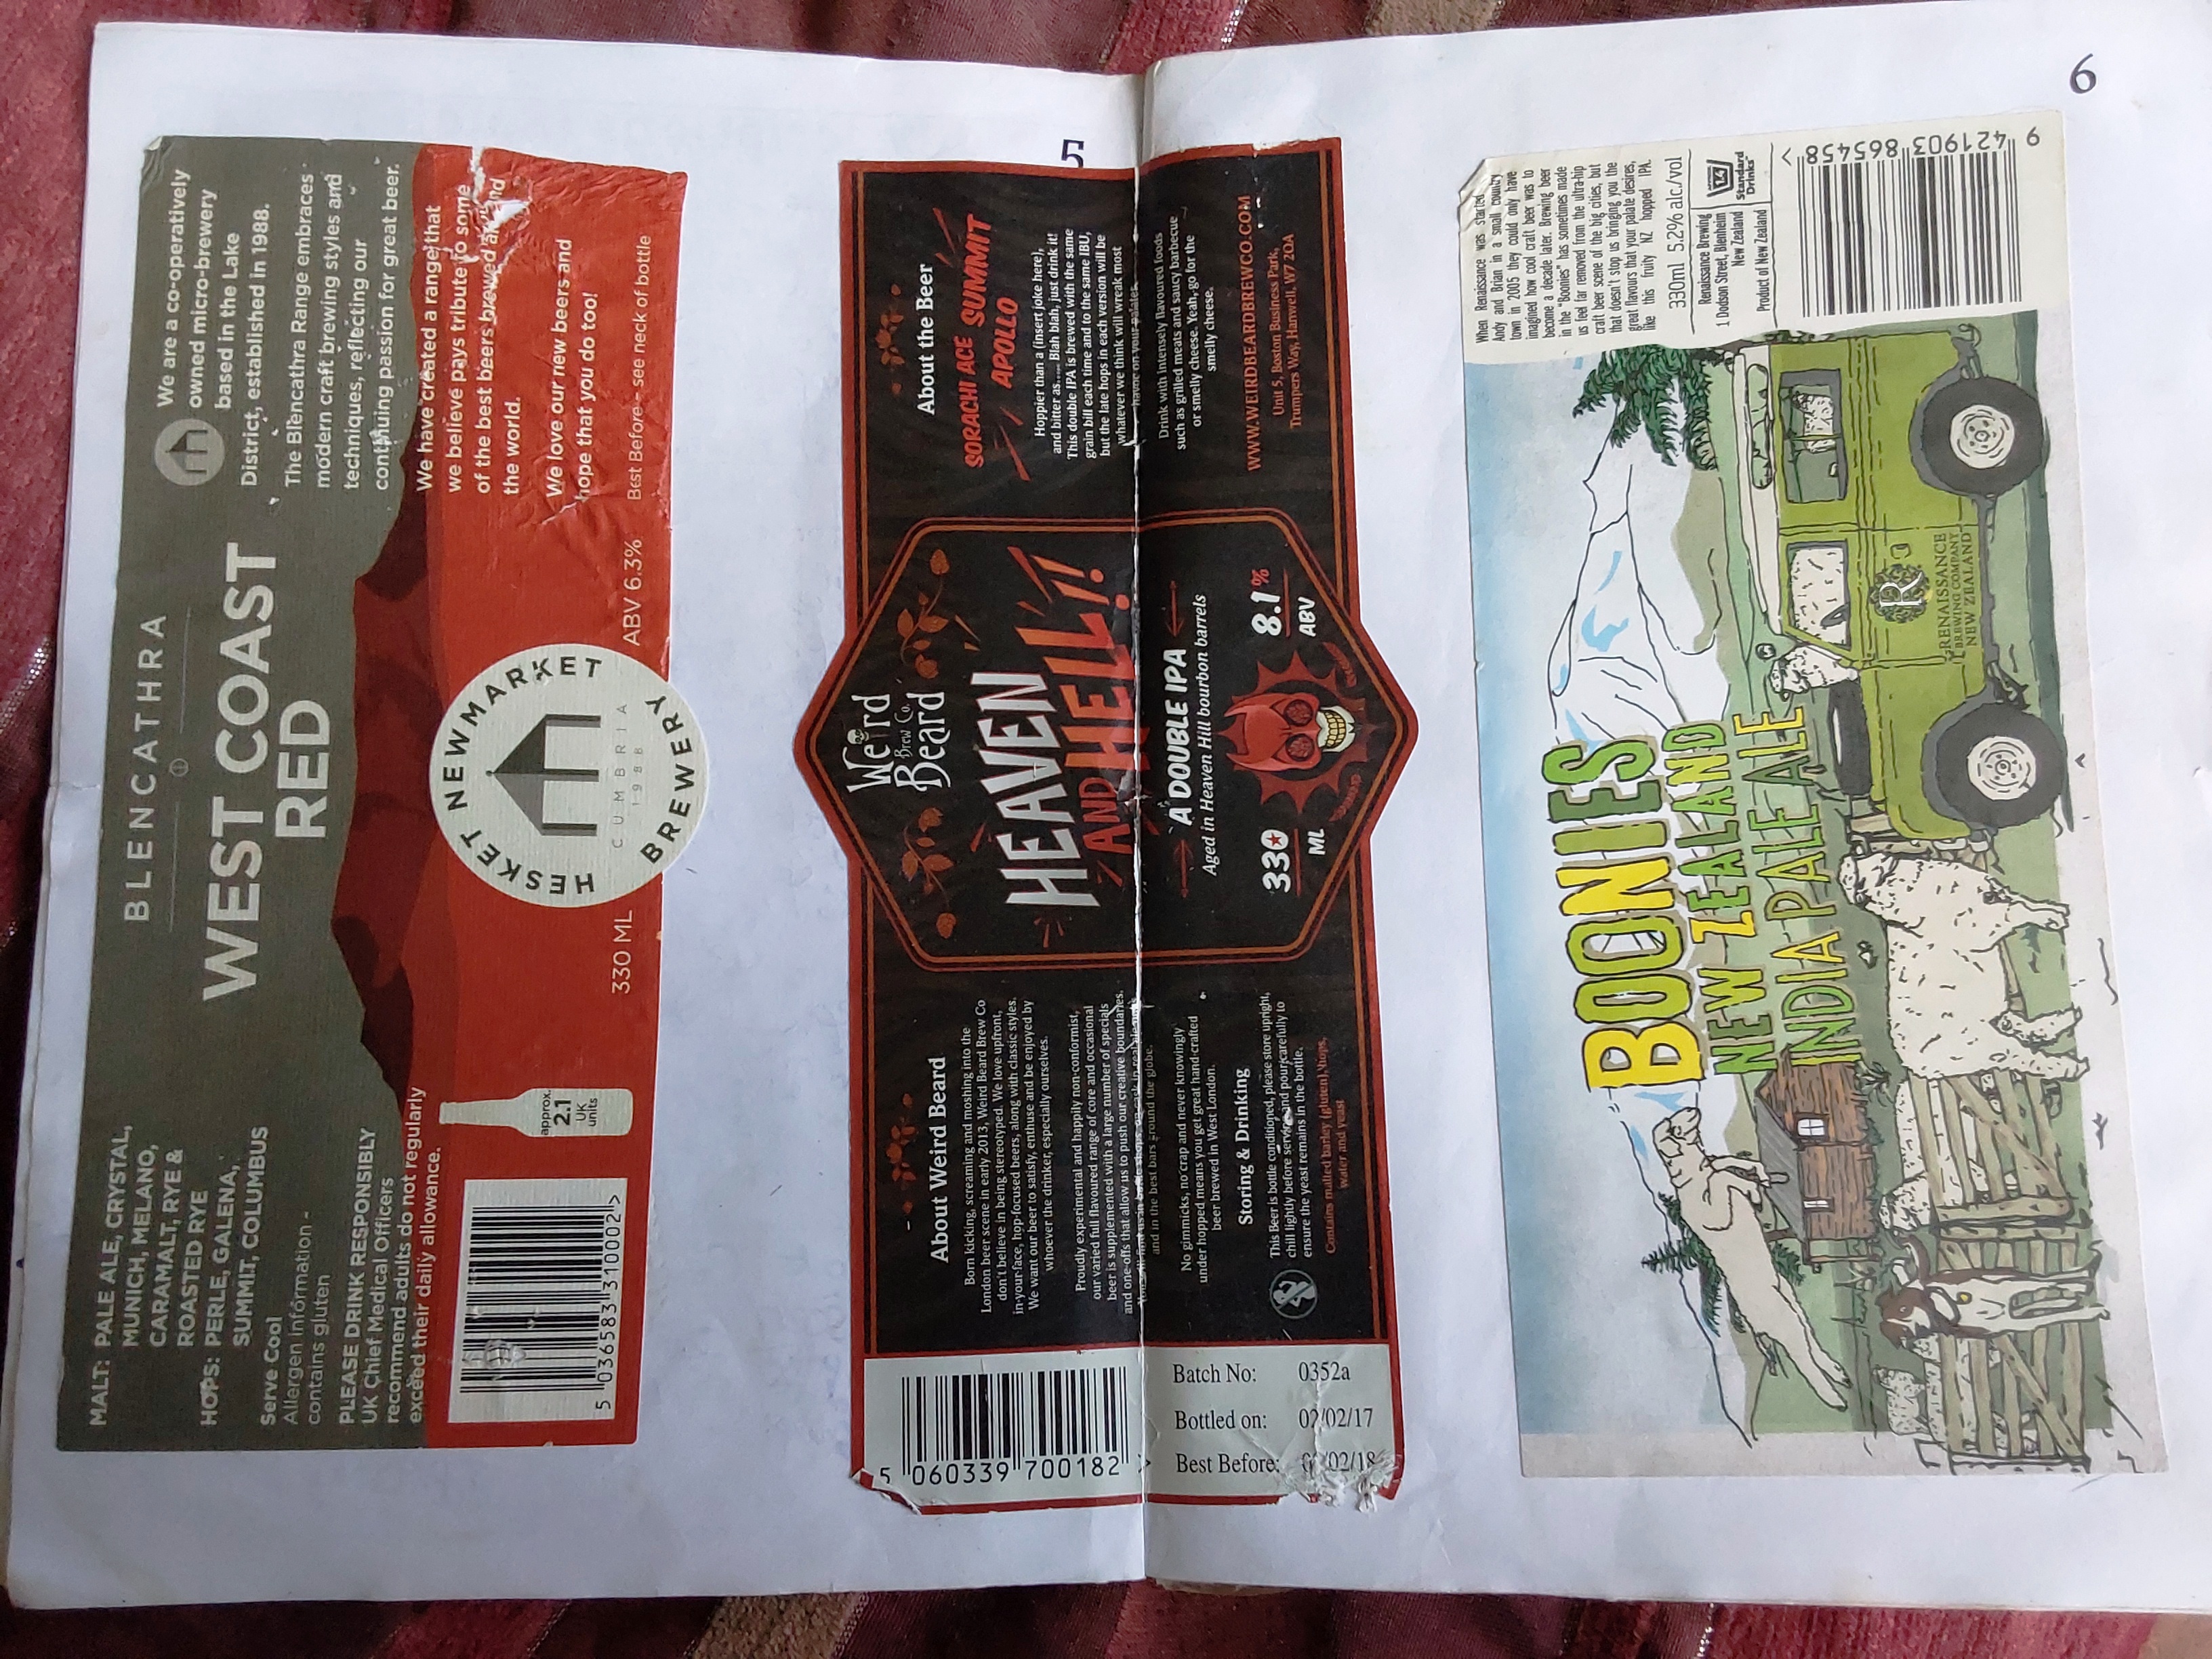 MALT: PALE ALE, CRYSTAL,
MUNICH, MELANO,
CARAMALT, RYE &
ROASTED RYE
HOPS: PERLE, GALENA,
SUMMIT, COLUMBUS
Serve Cool
Allergen Information -
contains gluten
PLEASE DRINK RESPONSIBLY
UK Chief Medical Officers
recommend adults do not regularly
exceed their daily allowance.
5 036583 310002 >
approx.
2.1
UK
units
BLENCATHRA
WEST COAST
RED
HESKET NEWMARKET
CUMBRIA
1988
BREWERY
330 ML
ABV 6.3%
We are a co-operatively
owned micro-brewery
based in the Lake
District, established in 1988.
The Blencathra Range embraces
modern craft brewing styles and
techniques, reflecting our
continuing passion for great beer.
We have created a range that
we believe pays tribute to some
of the best beers brewed around
the world.
We love our new beers and
hope that you do too!
Best Before - see neck of bottle
5
5 060339 700182 >
Batch No: 0352a
Bottled on: 02/02/17
Best Before: /02/18
About Weird Beard
Born kicking, screaming and moshing into the
London beer scene in early 2013, Weird Beard Brew Co
don't believe in being stereotyped. We love upfront,
in-your-face, hop-focused beers, along with classic styles.
We want our beer to satisfy, enthuse and be enjoyed by
whoever the drinker, especially ourselves.
Proudly experimental and happily non-conformist,
our varied full flavoured range of core and occasional
beer is supplemented with a large number of specials
and one-offs that allow us to push our creative boundaries.
and in the best bars around the globe.
No gimmicks, no crap and never knowingly
under hopped means you get great hand-crafted
beer brewed in West London.
Storing & Drinking
This Beer is bottle conditioned, please store upright,
chill lightly before service and pour carefully to
ensure the yeast remains in the bottle.
Contains malted barley (gluten), hops,
water and yeast
Weird
Brew Co.
Beard
HEAVEN
AND HELL!!
A DOUBLE IPA
Aged in Heaven Hill bourbon barrels
330
ML
8.1%
ABV
About the Beer
SORACHI ACE SUMMIT
APOLLO
Hoppier than a (insert joke here),
and bitter as.... Blah blah, just drink it!
This double IPA is brewed with the same
grain bill each time and to the same IBU,
but the late hops in each version will be
whatever we think will wreak most
havoc on your palates.
Drink with intensely flavoured foods
such as grilled meats and saucy barbecue
or smelly cheese. Yeah, go for the
smelly cheese.
WWW.WEIRDBEARDBREWCO.COM
Unit 5, Boston Business Park,
Trumpers Way, Hanwell, W7 2QA
6
BOONIES
NEW ZEALAND
INDIA PALE ALE
R
RENAISSANCE
BREWING COMPANY
NEW ZEALAND
When Renaissance was started
Andy and Brian in a small country
town in 2005 they could only have
imagined how cool craft beer was to
become a decade later. Brewing beer
in the "Boonies" has sometimes made
us feel far removed from the ultra-hip
craft beer scene of the big cities, but
that doesn't stop us bringing you the
great flavours that your palate desires,
like this fruity NZ hopped IPA.
330ml 5.2% alc./vol
Renaissance Brewing
1 Dodson Street, Blenheim
New Zealand
Product of New Zealand
1.4
Standard
Drinks
9 421903 865458 >